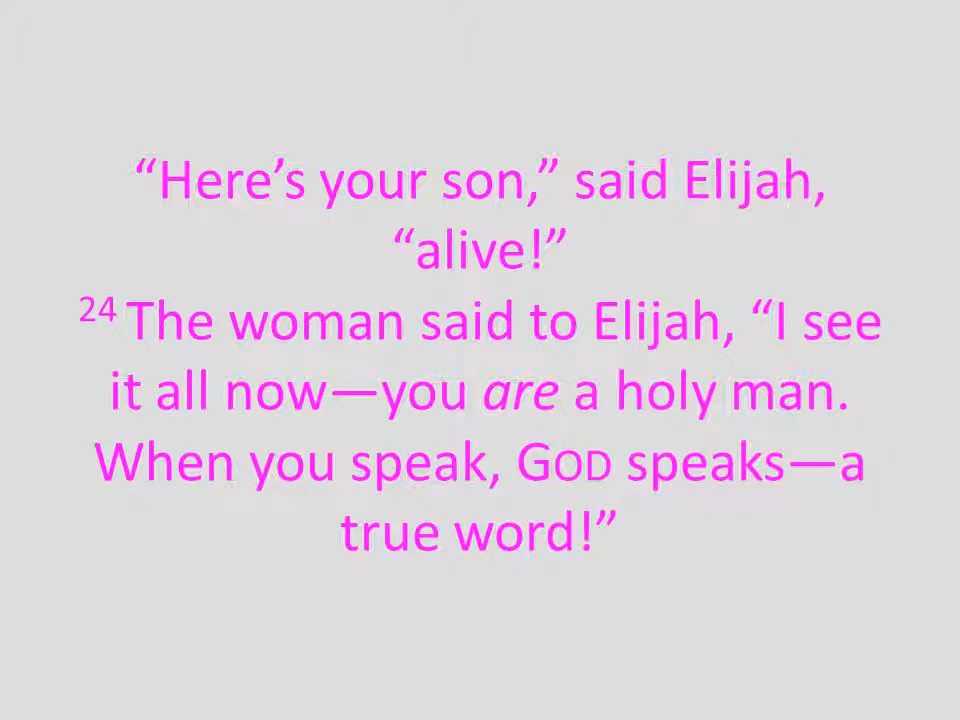 “Here’s your son,” said Elijah,
“alive!”
24 The woman said to Elijah, “I see
it all now—you are a holy man.
When you speak, GOD speaks—a
true word!”